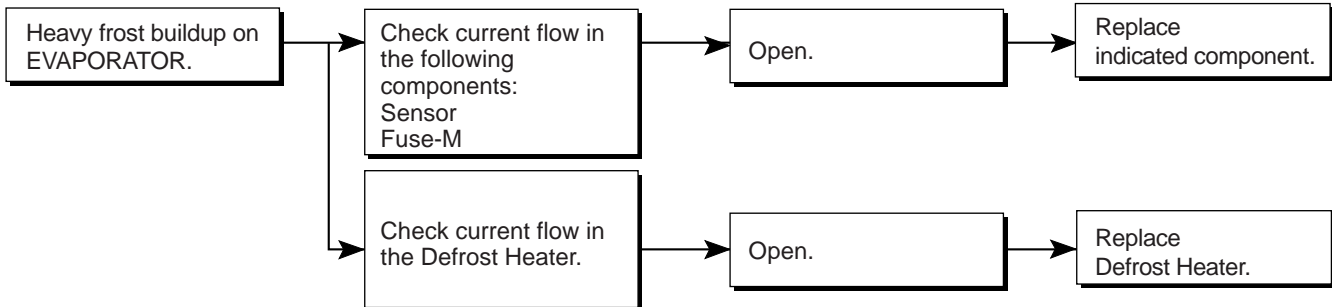 Heavy frost buildup on
EVAPORATOR.
Check current flow in
the following
components:
Sensor
Fuse-M
Open.
Replace
indicated component.
Check current flow in
the Defrost Heater.
Open.
Replace
Defrost Heater.